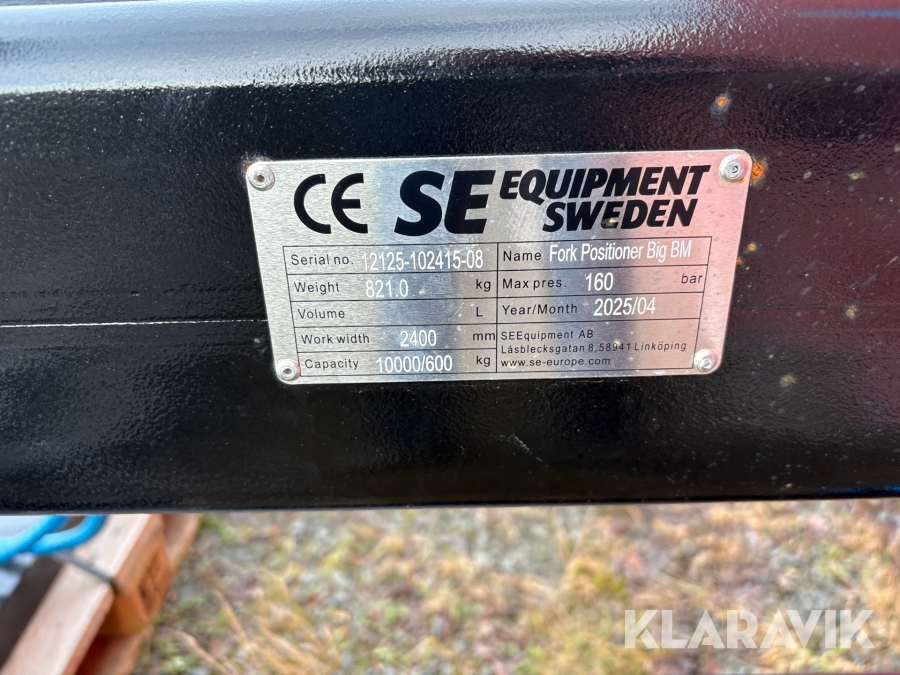 CE SE EQUIPMENT
SWEDEN
Serial no. 12125-102415-08 Name Fork Positioner Big BM
Weight 821.0 kg Max pres. 160 bar
Volume L Year/Month 2025/04
Work width 2400 mm SEEquipment AB
Låsblecksgatan 8,58941 Linköping
Capacity 10000/600 kg www.se-europe.com
KLARAVIK